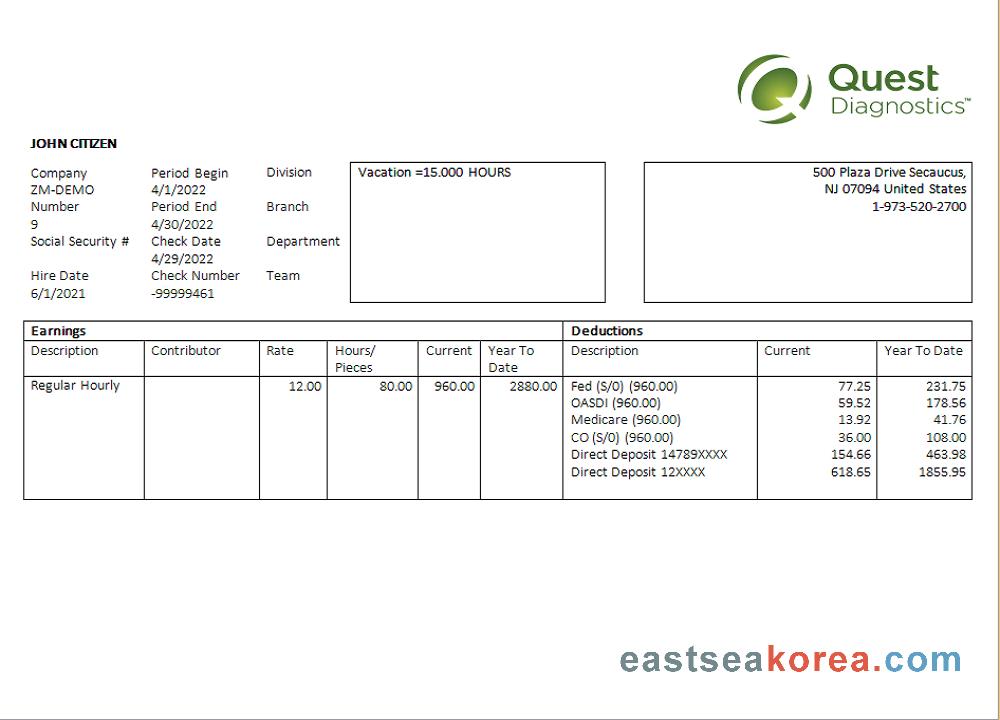 Quest
Diagnostics™
JOHN CITIZEN
Company Period Begin Division Vacation =15.000 HOURS 500 Plaza Drive Secaucus,
ZM-DEMO 4/1/2022 NJ 07094 United States
Number Period End Branch 1-973-520-2700
9 4/30/2022
Social Security # Check Date Department
4/29/2022
Hire Date Check Number Team
6/1/2021 -99999461
Earnings Deductions
Description Contributor Rate Hours/ Current Year To Description Current Year To Date
Pieces Date
Regular Hourly 12.00 80.00 960.00 2880.00 Fed (S/0) (960.00) 77.25 231.75
OASDI (960.00) 59.52 178.56
Medicare (960.00) 13.92 41.76
CO (S/0) (960.00) 36.00 108.00
Direct Deposit 14789XXXX 154.66 463.98
Direct Deposit 12XXXX 618.65 1855.95
eastseakorea.com